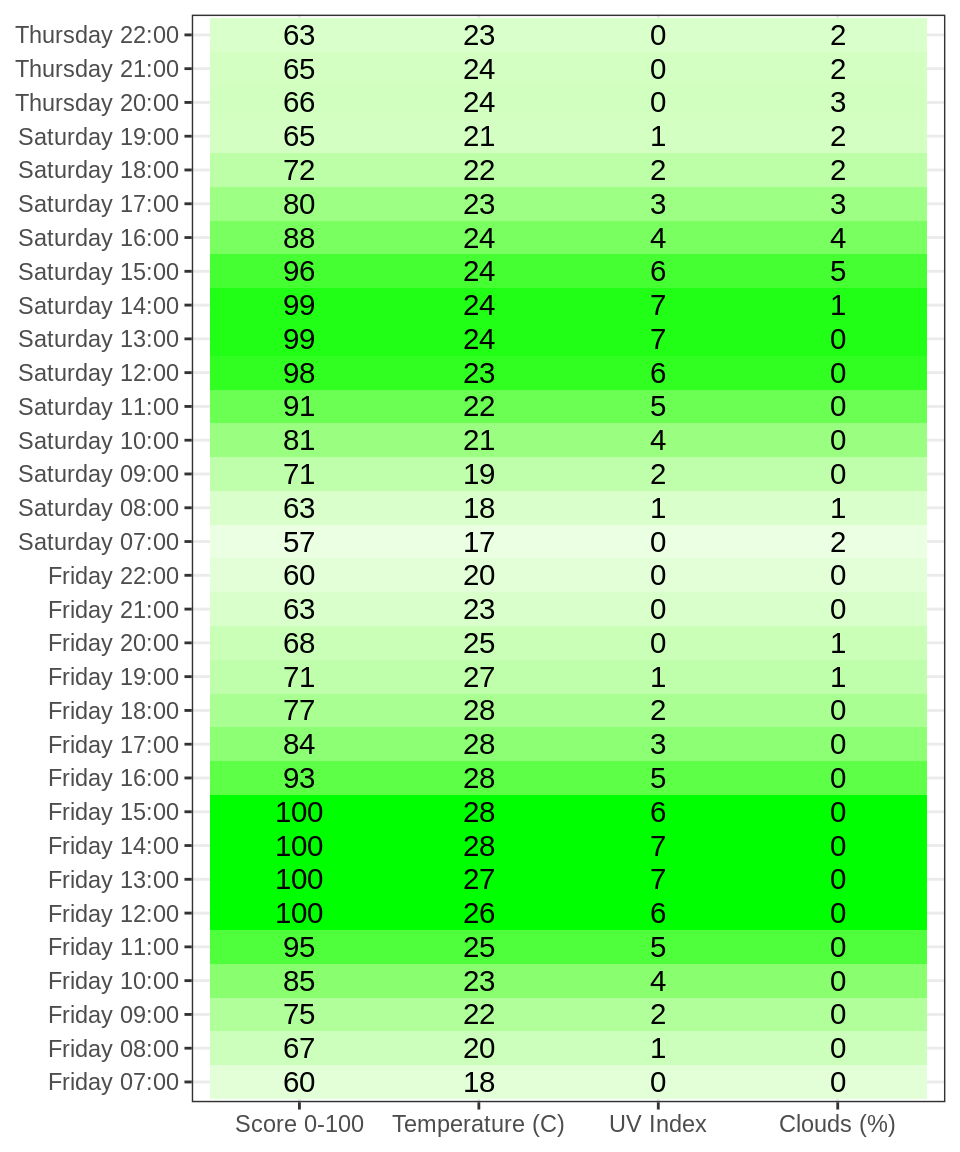 Thursday 22:00 63 23 0 2
Thursday 21:00 65 24 0 2
Thursday 20:00 66 24 0 3
Saturday 19:00 65 21 1 2
Saturday 18:00 72 22 2 2
Saturday 17:00 80 23 3 3
Saturday 16:00 88 24 4 4
Saturday 15:00 96 24 6 5
Saturday 14:00 99 24 7 1
Saturday 13:00 99 24 7 0
Saturday 12:00 98 23 6 0
Saturday 11:00 91 22 5 0
Saturday 10:00 81 21 4 0
Saturday 09:00 71 19 2 0
Saturday 08:00 63 18 1 1
Saturday 07:00 57 17 0 2
Friday 22:00 60 20 0 0
Friday 21:00 63 23 0 0
Friday 20:00 68 25 0 1
Friday 19:00 71 27 1 1
Friday 18:00 77 28 2 0
Friday 17:00 84 28 3 0
Friday 16:00 93 28 5 0
Friday 15:00 100 28 6 0
Friday 14:00 100 28 7 0
Friday 13:00 100 27 7 0
Friday 12:00 100 26 6 0
Friday 11:00 95 25 5 0
Friday 10:00 85 23 4 0
Friday 09:00 75 22 2 0
Friday 08:00 67 20 1 0
Friday 07:00 60 18 0 0
Score 0-100 Temperature (C) UV Index Clouds (%)